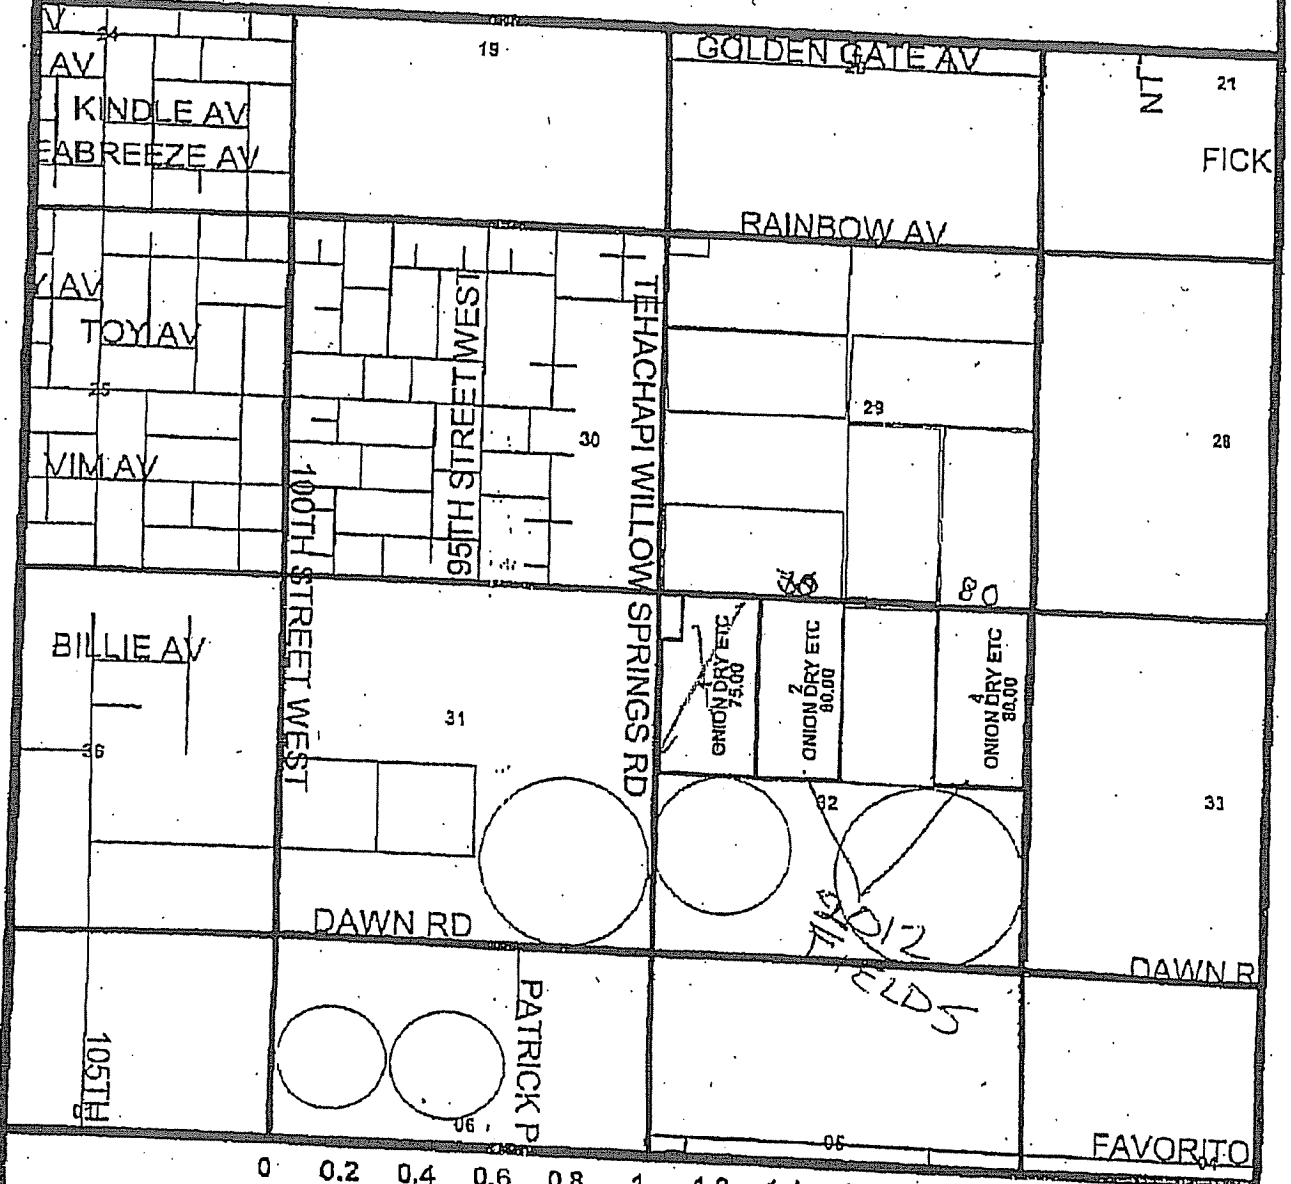 V
24
19
GOLDEN GATE AV
AV
21
NT
KINDLE AV
EABREEZE AV
FICK
RAINBOW AV
Y AV
TOY AV
25
95TH STREET WEST
TEHACHAPI WILLOW SPRINGS RD
29
30
28
VIM AV
100TH STREET WEST
80
BILLIE AV
ONION DRY ETC
75.00
2
ONION DRY ETC
80.00
4
ONION DRY ETC
80.00
31
36
32
33
2012
FIELDS
DAWN RD
DAWN R
PATRICK P
105TH
06
05
FAVORITO
04
0 0.2 0.4 0.6 0.8 1